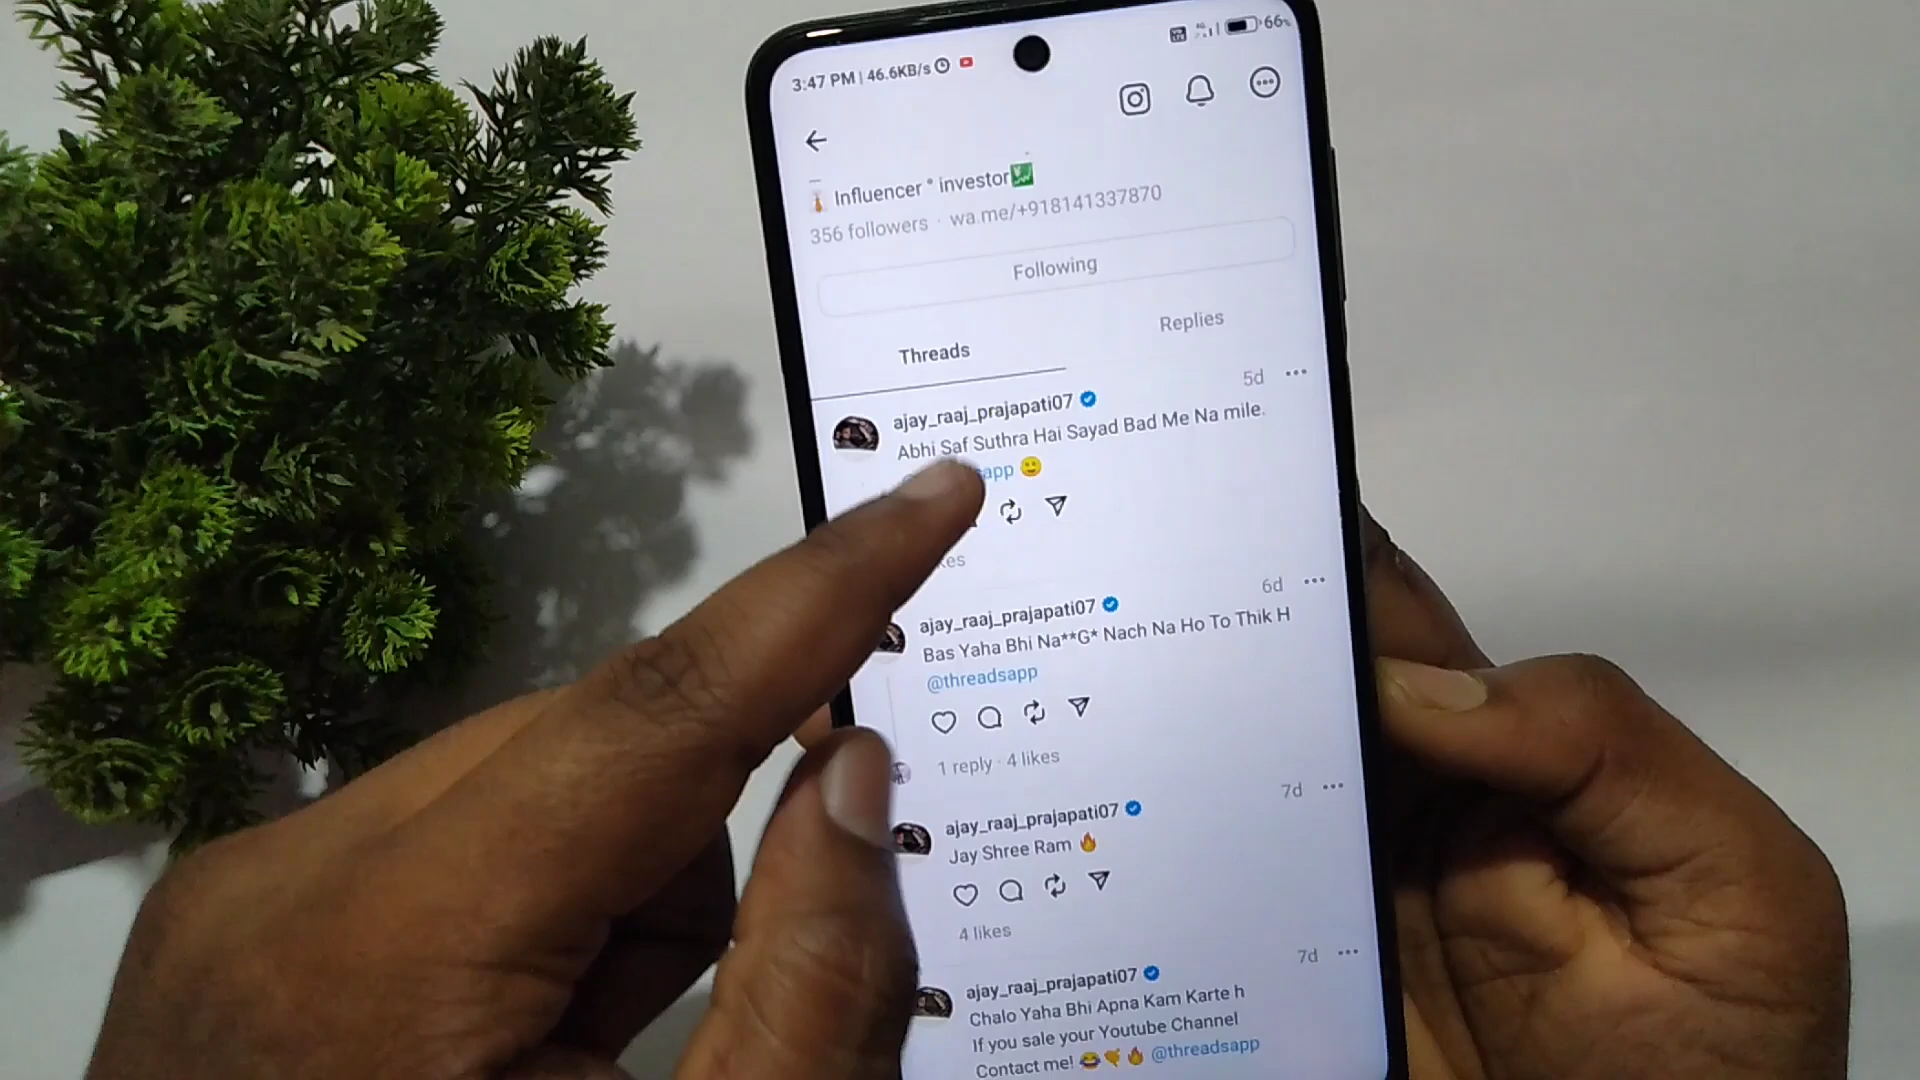 3:47 PM | 46.6KB/s
66%
Influencer ° investor
356 followers · wa.me/+918141337870
Following
Threads
Replies
ajay_raaj_prajapati07
5d
Abhi Saf Suthra Hai Sayad Bad Me Na mile.
ajay_raaj_prajapati07
6d
Bas Yaha Bhi Na**G* Nach Na Ho To Thik H
@threadsapp
1 reply · 4 likes
ajay_raaj_prajapati07
7d
Jay Shree Ram 🔥
4 likes
ajay_raaj_prajapati07
7d
Chalo Yaha Bhi Apna Kam Karte h
If you sale your Youtube Channel
Contact me! 😂🤙🔥 @threadsapp